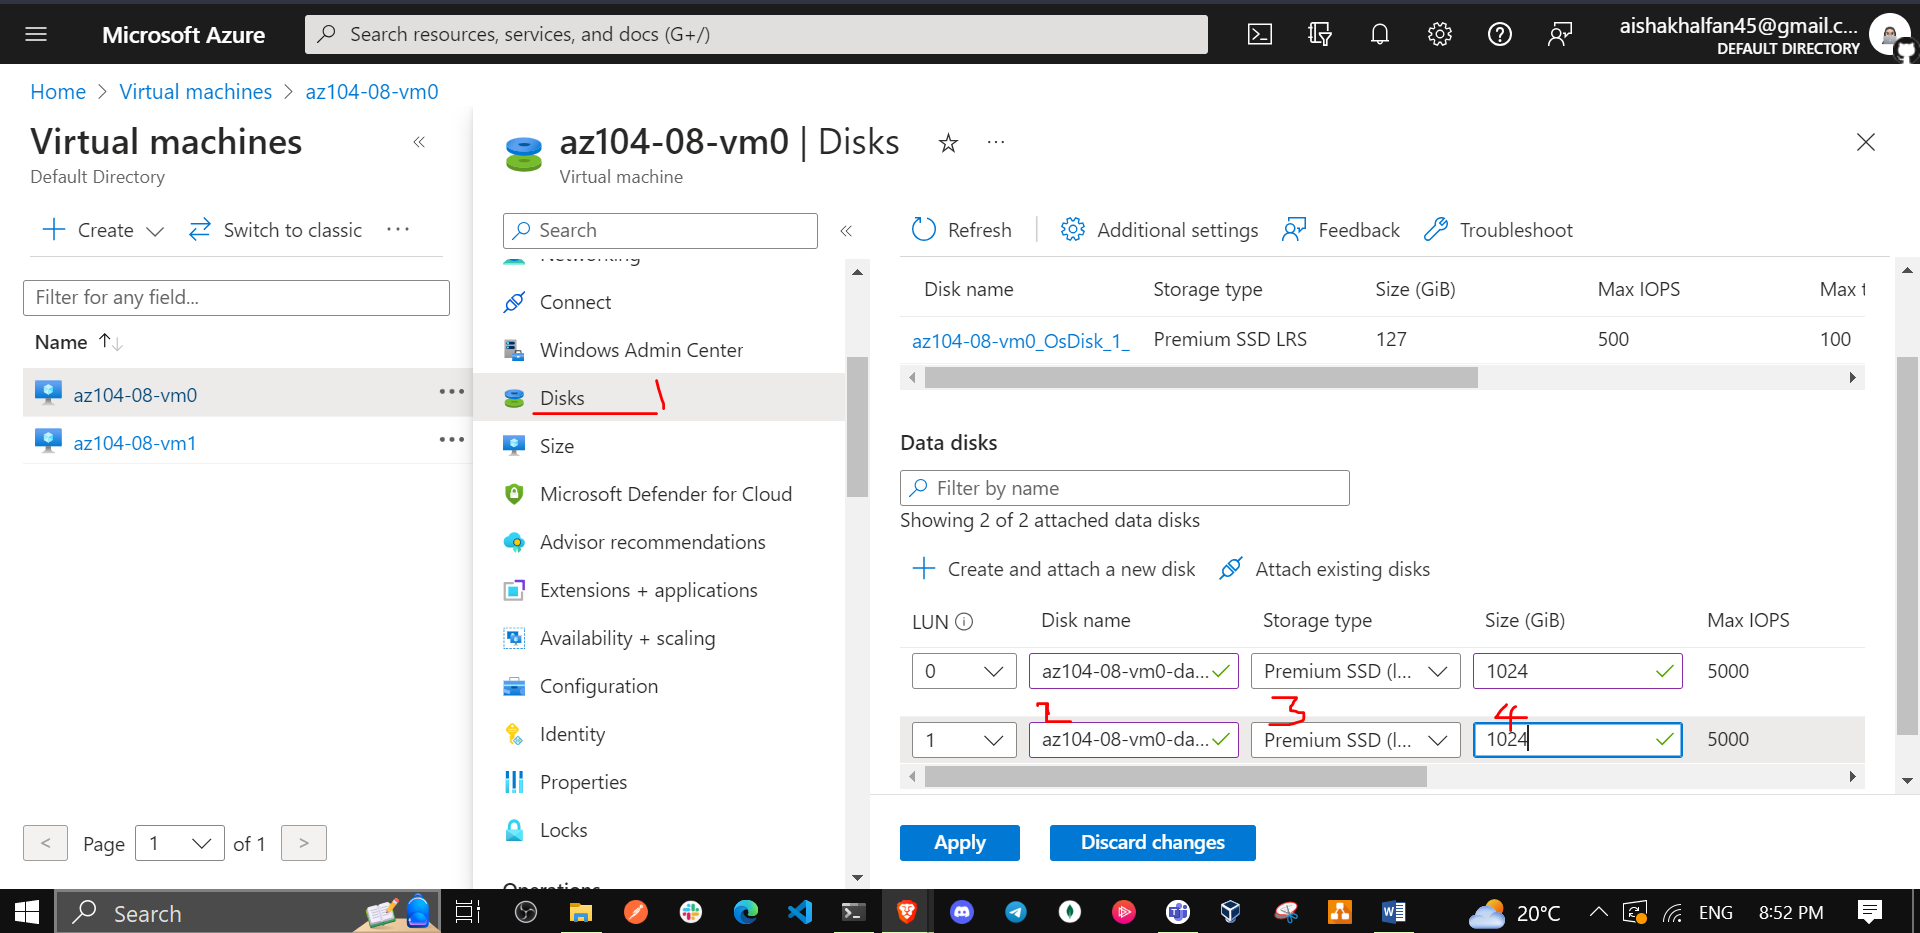 Microsoft Azure
Search resources, services, and docs (G+/)
aishakhalfan45@gmail.c...
DEFAULT DIRECTORY
Home > Virtual machines > az104-08-vm0
Virtual machines
Default Directory
Create
Switch to classic
Filter for any field...
Name
az104-08-vm0
az104-08-vm1
< Page 1 of 1 >
az104-08-vm0 | Disks
Virtual machine
Search
Networking
Connect
Windows Admin Center
Disks 1
Size
Microsoft Defender for Cloud
Advisor recommendations
Extensions + applications
Availability + scaling
Configuration
Identity
Properties
Locks
Operations
Refresh
Additional settings
Feedback
Troubleshoot
Disk name Storage type Size (GiB) Max IOPS Max t
az104-08-vm0_OsDisk_1_ Premium SSD LRS 127 500 100
Data disks
Filter by name
Showing 2 of 2 attached data disks
Create and attach a new disk
Attach existing disks
LUN Disk name Storage type Size (GiB) Max IOPS
0 az104-08-vm0-da... Premium SSD (l... 1024 5000
2 3 4
1 az104-08-vm0-da... Premium SSD (l... 1024 5000
Apply
Discard changes
Search
20°C
ENG
8:52 PM